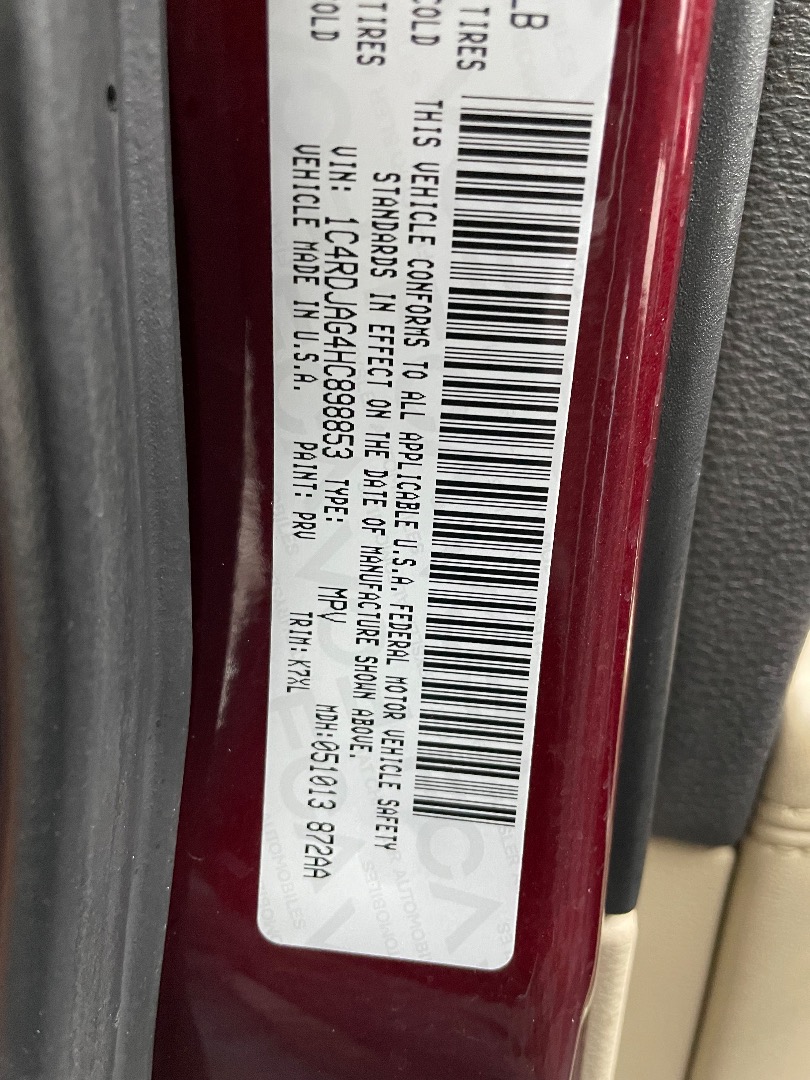 LB
TIRES
COLD
TIRES
OLD
THIS VEHICLE CONFORMS TO ALL APPLICABLE U.S.A. FEDERAL MOTOR VEHICLE SAFETY
STANDARDS IN EFFECT ON THE DATE OF MANUFACTURE SHOWN ABOVE.
VIN: 1C4RDJAG4HC898853 TYPE: MPV MDH:051013 872AA
VEHICLE MADE IN U.S.A. PAINT: PRV TRIM:K7XL